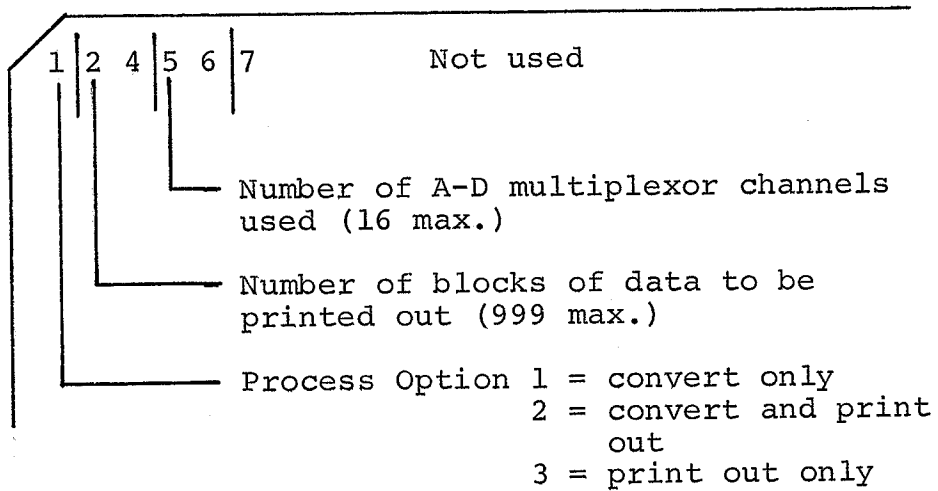 1 2 4 5 6 7 Not used
Number of A-D multiplexor channels
used (16 max.)
Number of blocks of data to be
printed out (999 max.)
Process Option 1 = convert only
2 = convert and print
out
3 = print out only